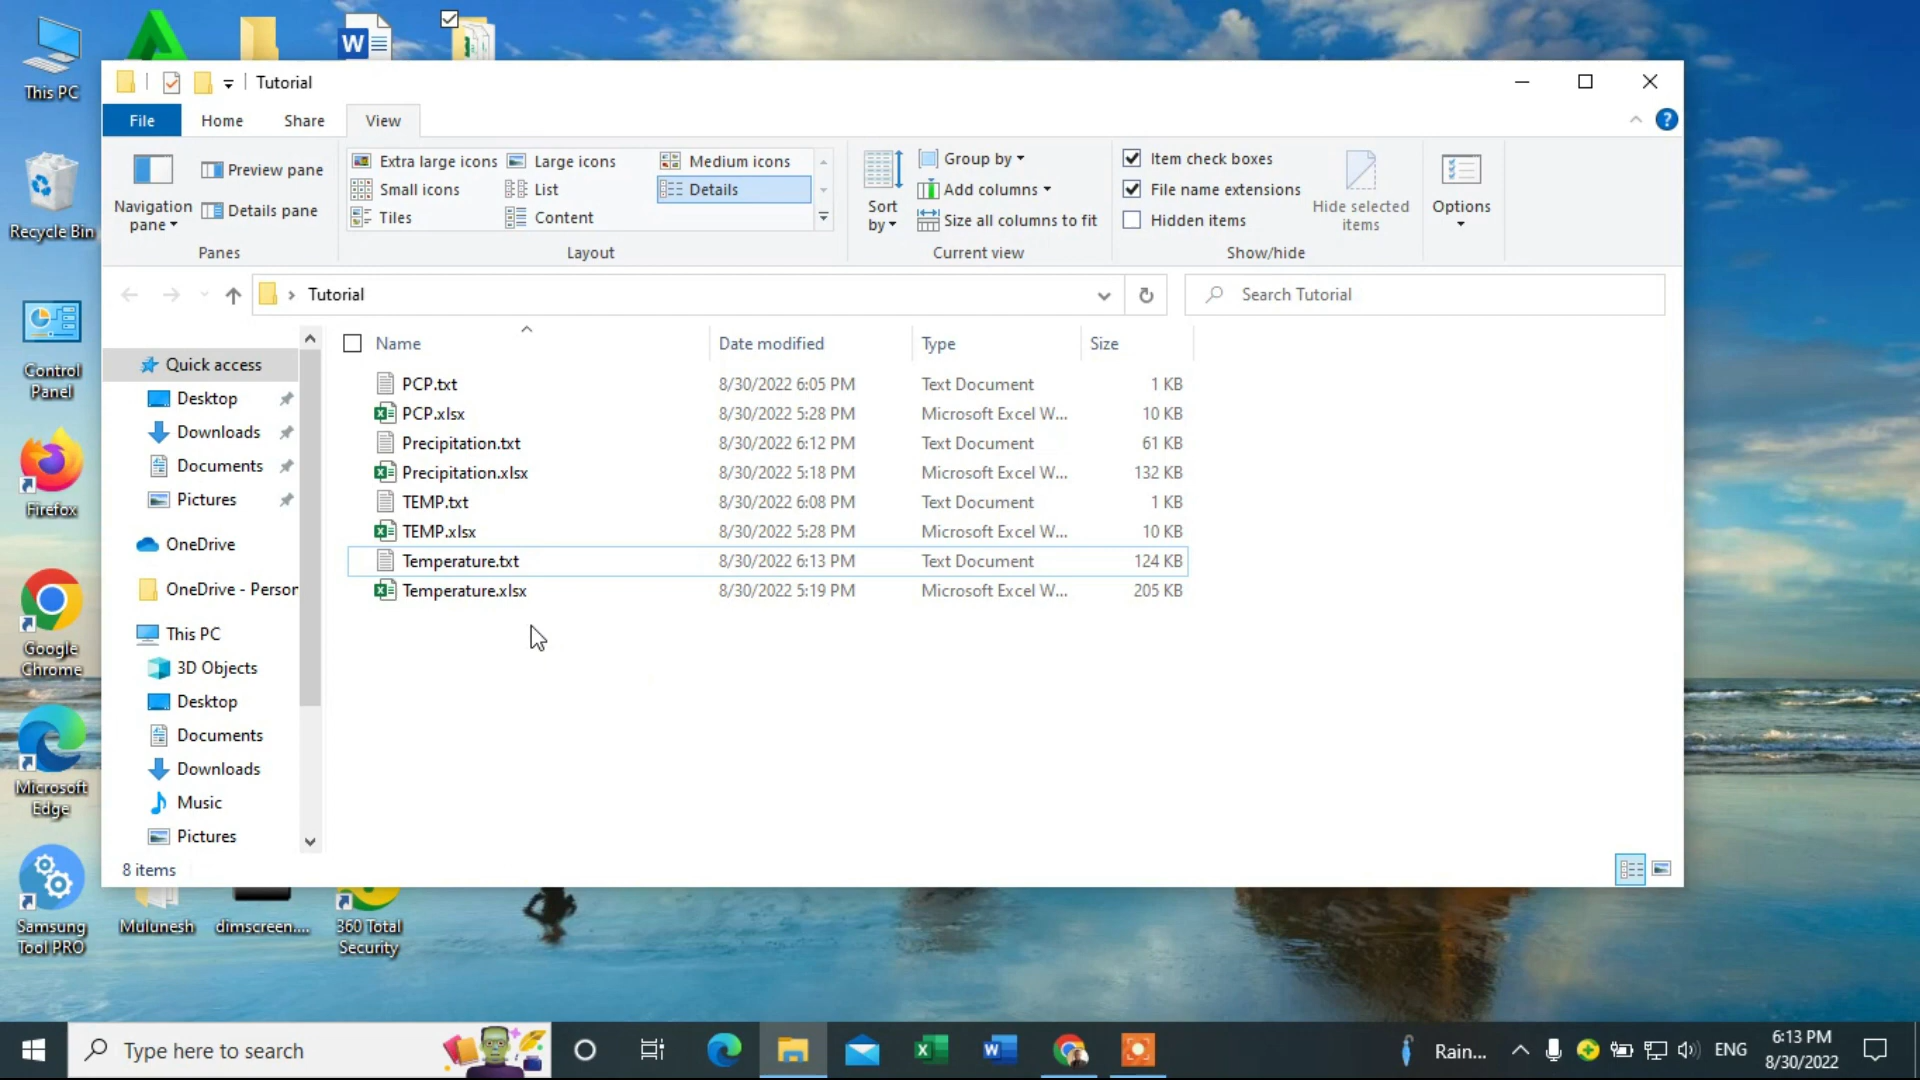 This PC
Recycle Bin
Control
Panel
Firefox
Google
Chrome
Microsoft
Edge
Samsung
Tool PRO
Mulunesh
dimscreen....
360 Total
Security
W
Tutorial
File
Home
Share
View
?
Navigation
pane
Preview pane
Details pane
Panes
Extra large icons
Large icons
Medium icons
Small icons
List
Details
Tiles
Content
Layout
Sort
by
Group by
Add columns
Size all columns to fit
Current view
Item check boxes
File name extensions
Hidden items
Hide selected
items
Show/hide
Options
Tutorial
Search Tutorial
Quick access
Desktop
Downloads
Documents
Pictures
OneDrive
OneDrive - Person
This PC
3D Objects
Desktop
Documents
Downloads
Music
Pictures
Name Date modified Type Size
PCP.txt 8/30/2022 6:05 PM Text Document 1 KB
PCP.xlsx 8/30/2022 5:28 PM Microsoft Excel W... 10 KB
Precipitation.txt 8/30/2022 6:12 PM Text Document 61 KB
Precipitation.xlsx 8/30/2022 5:18 PM Microsoft Excel W... 132 KB
TEMP.txt 8/30/2022 6:08 PM Text Document 1 KB
TEMP.xlsx 8/30/2022 5:28 PM Microsoft Excel W... 10 KB
Temperature.txt 8/30/2022 6:13 PM Text Document 124 KB
Temperature.xlsx 8/30/2022 5:19 PM Microsoft Excel W... 205 KB
8 items
Type here to search
Rain...
ENG
6:13 PM
8/30/2022